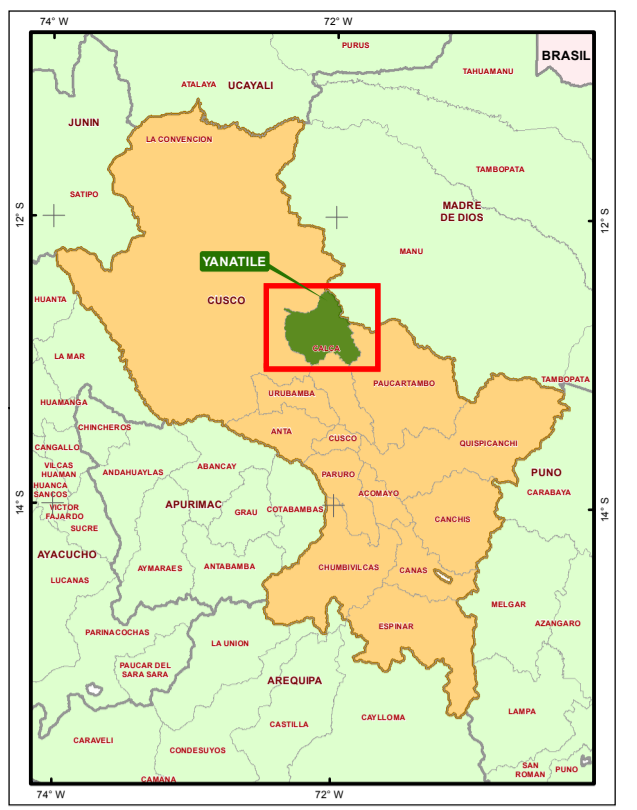 74° W
72° W
PURUS
BRASIL
TAHUAMANU
ATALAYA
UCAYALI
JUNIN
LA CONVENCION
TAMBOPATA
SATIPO
MADRE
DE DIOS
12° S
12° S
MANU
YANATILE
HUANTA
CUSCO
CALCA
LA MAR
PAUCARTAMBO
TAMBOPATA
URUBAMBA
HUAMANGA
CHINCHEROS
ANTA
CUSCO
QUISPICANCHI
CANGALLO
VILCAS
HUAMAN
ANDAHUAYLAS
ABANCAY
PARURO
PUNO
HUANCA
SANCOS
ACOMAYO
CARABAYA
14° S
14° S
VICTOR
FAJARDO
APURIMAC
GRAU
COTABAMBAS
CANCHIS
SUCRE
AYACUCHO
AYMARAES
ANTABAMBA
CHUMBIVILCAS
CANAS
LUCANAS
MELGAR
AZANGARO
PARINACOCHAS
ESPINAR
LA UNION
PAUCAR DEL
SARA SARA
AREQUIPA
CASTILLA
CAYLLOMA
LAMPA
CARAVELI
CONDESUYOS
SAN
ROMAN
PUNO
CAMANA
74° W
72° W